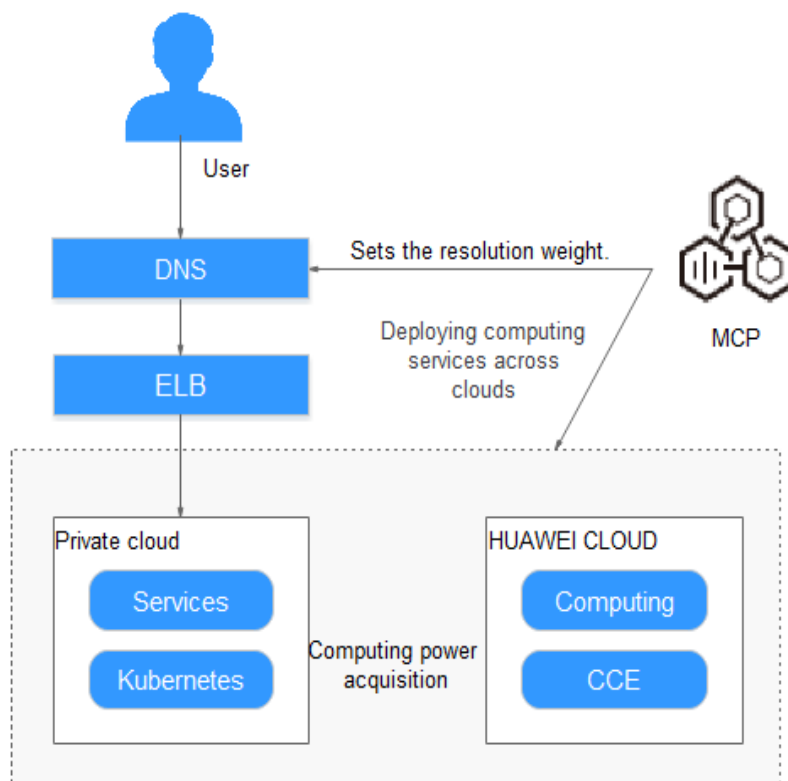 User
DNS
Sets the resolution weight.
MCP
Deploying computing
services across
clouds
ELB
Private cloud
Services
Kubernetes
Computing power
acquisition
HUAWEI CLOUD
Computing
CCE